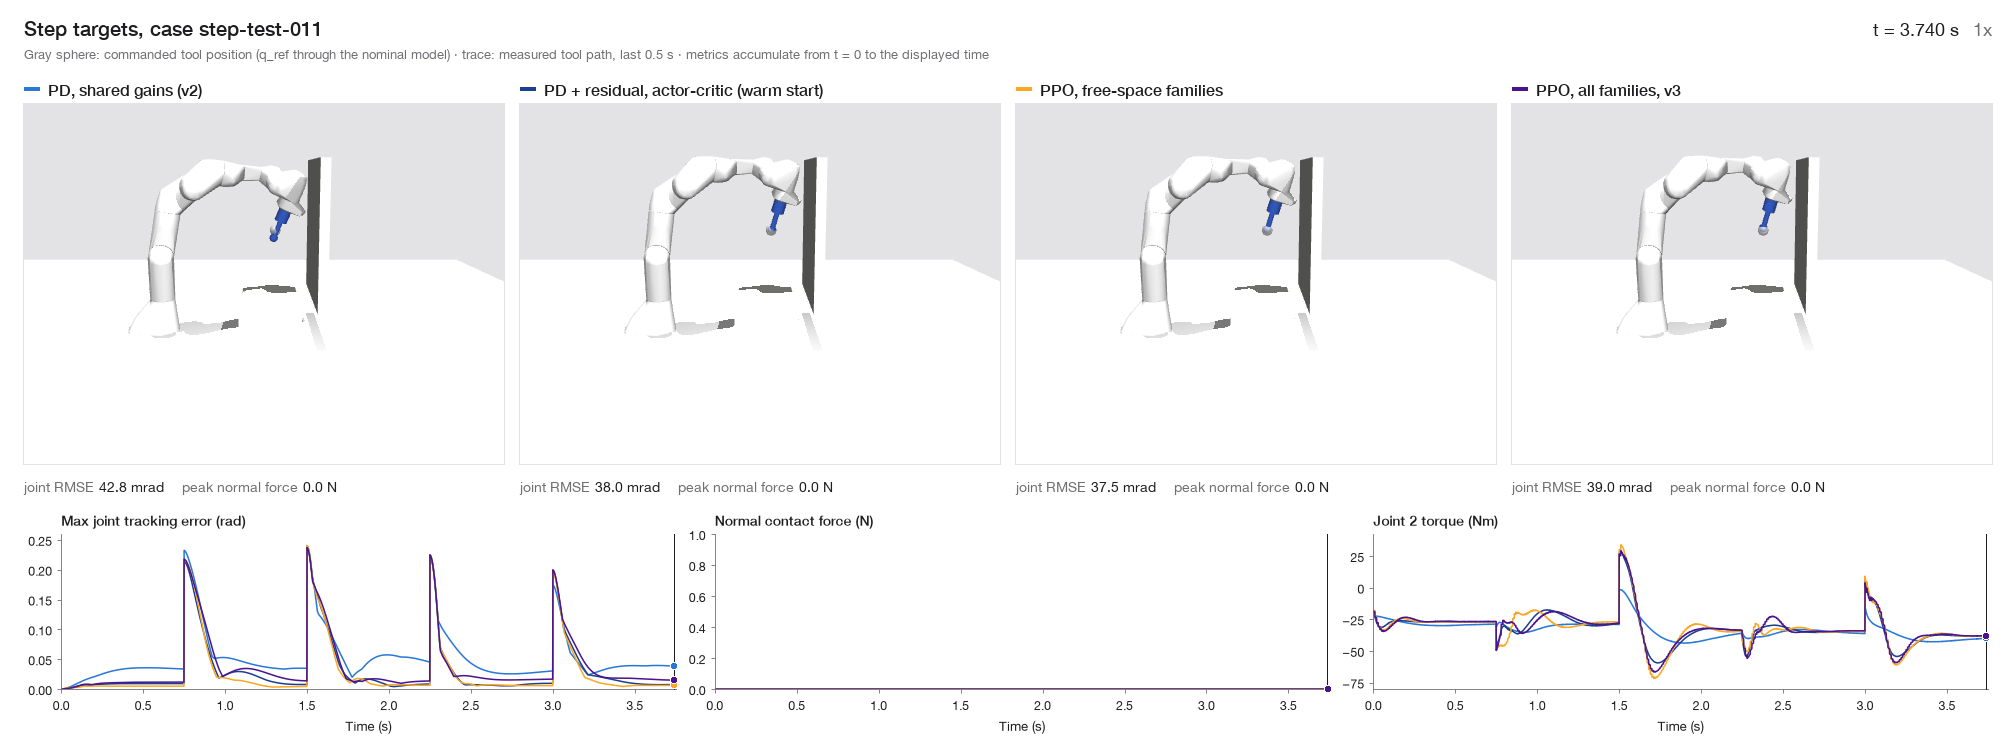 Step targets, case step-test-011
t = 3.740 s 1x
Gray sphere: commanded tool position (q_ref through the nominal model) · trace: measured tool path, last 0.5 s · metrics accumulate from t = 0 to the displayed time
PD, shared gains (v2)
PD + residual, actor-critic (warm start)
PPO, free-space families
PPO, all families, v3
joint RMSE 42.8 mrad peak normal force 0.0 N
joint RMSE 38.0 mrad peak normal force 0.0 N
joint RMSE 37.5 mrad peak normal force 0.0 N
joint RMSE 39.0 mrad peak normal force 0.0 N
Max joint tracking error (rad)
0.25
0.20
0.15
0.10
0.05
0.00
0.0 0.5 1.0 1.5 2.0 2.5 3.0 3.5
Time (s)
Normal contact force (N)
1.0
0.8
0.6
0.4
0.2
0.0
0.0 0.5 1.0 1.5 2.0 2.5 3.0 3.5
Time (s)
Joint 2 torque (Nm)
25
0
−25
−50
−75
0.0 0.5 1.0 1.5 2.0 2.5 3.0 3.5
Time (s)